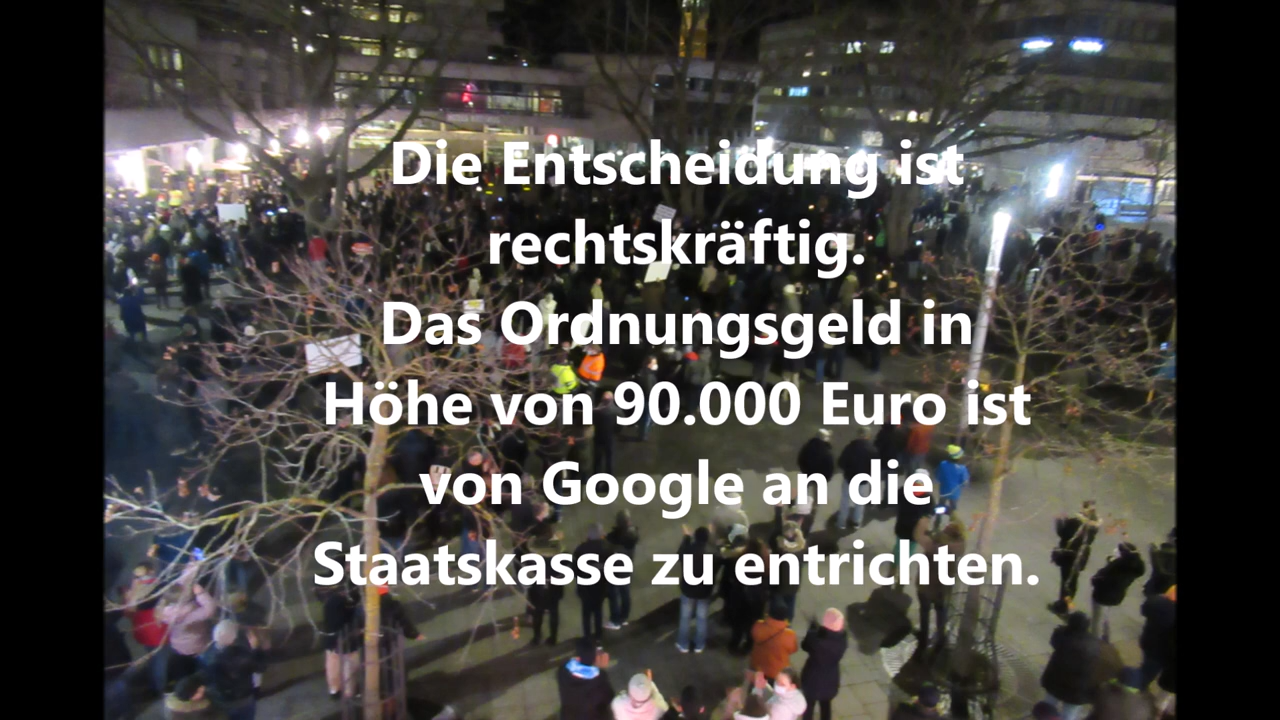 Die Entscheidung ist
rechtskräftig.
Das Ordnungsgeld in
Höhe von 90.000 Euro ist
von Google an die
Staatskasse zu entrichten.